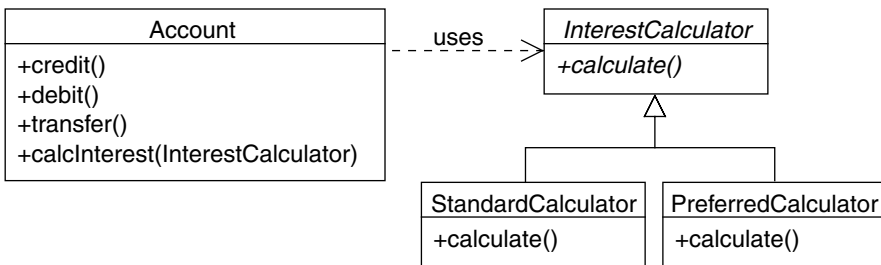 Account
+credit()
+debit()
+transfer()
+calcInterest(InterestCalculator)
uses
InterestCalculator
+calculate()
StandardCalculator
+calculate()
PreferredCalculator
+calculate()